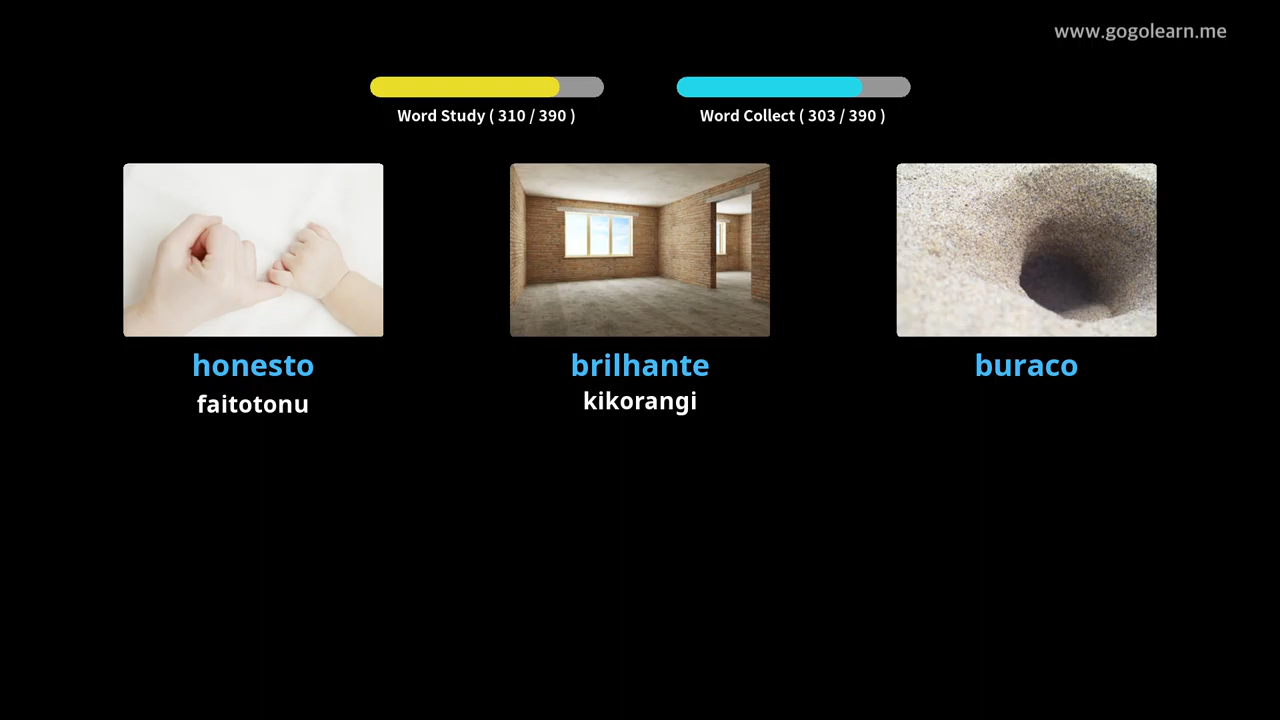 www.gogolearn.me
Word Study ( 310 / 390 )
Word Collect ( 303 / 390 )
honesto
faitotonu
brilhante
kikorangi
buraco